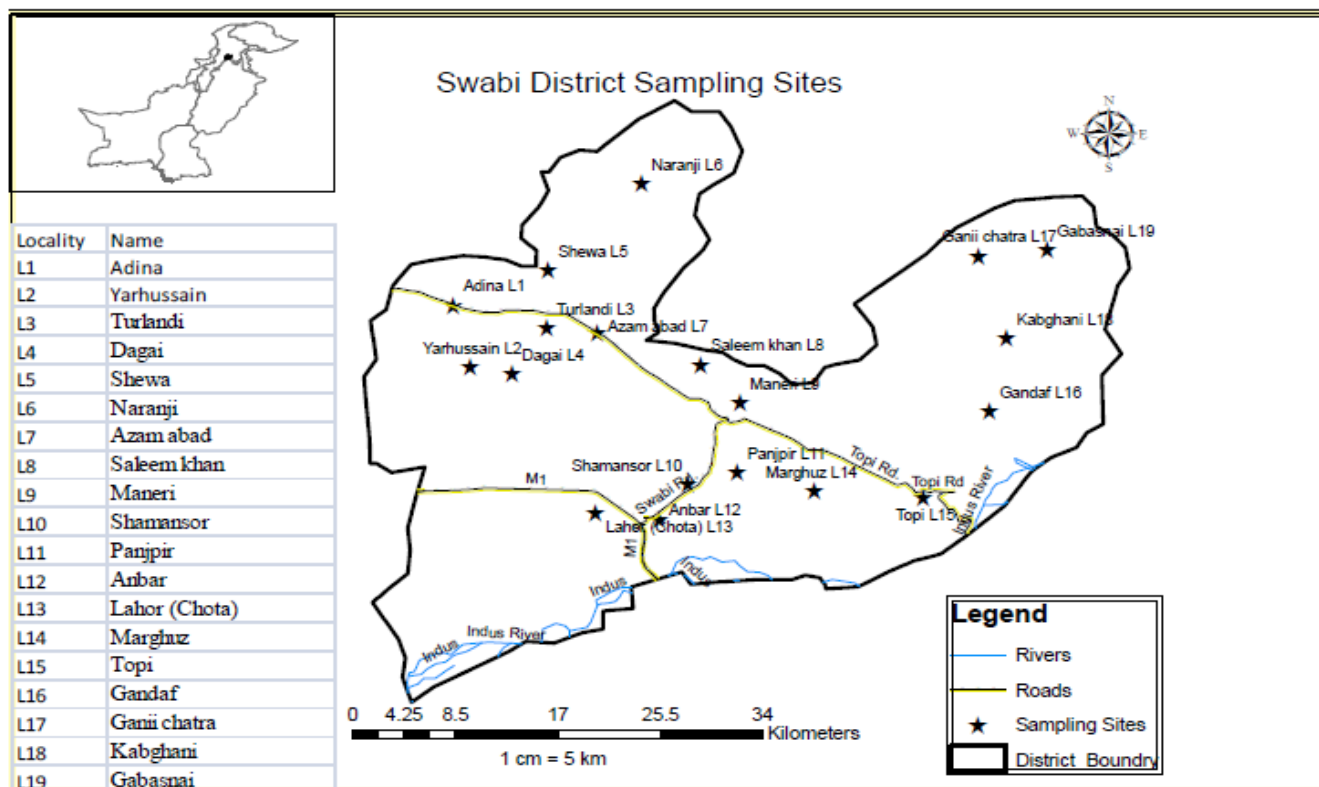 Swabi District Sampling Sites
N
W E
S
Locality Name
L1 Adina
L2 Yarhussain
L3 Turlandi
L4 Dagai
L5 Shewa
L6 Naranji
L7 Azam abad
L8 Saleem khan
L9 Maneri
L10 Shamansor
L11 Panjpir
L12 Anbar
L13 Lahor (Chota)
L14 Marghuz
L15 Topi
L16 Gandaf
L17 Ganii chatra
L18 Kabghani
L19 Gabasnai
Naranji L6
Shewa L5
Ganii chatra L17
Gabasnai L19
Adina L1
Turlandi L3
Azam abad L7
Kabghani L18
Yarhussain L2
Dagai L4
Saleem khan L8
Maneri L9
Gandaf L16
Shamansor L10
Panjpir L11
Marghuz L14
Topi Rd.
Topi Rd
M1
Swabi Rd.
Anbar L12
Laher (Chota) L13
Topi L15
Indus River
M1
Indus
Indus
Indus River
Indus
0 4.25 8.5 17 25.5 34
Kilometers
1 cm = 5 km
Legend
Rivers
Roads
Sampling Sites
District Boundry